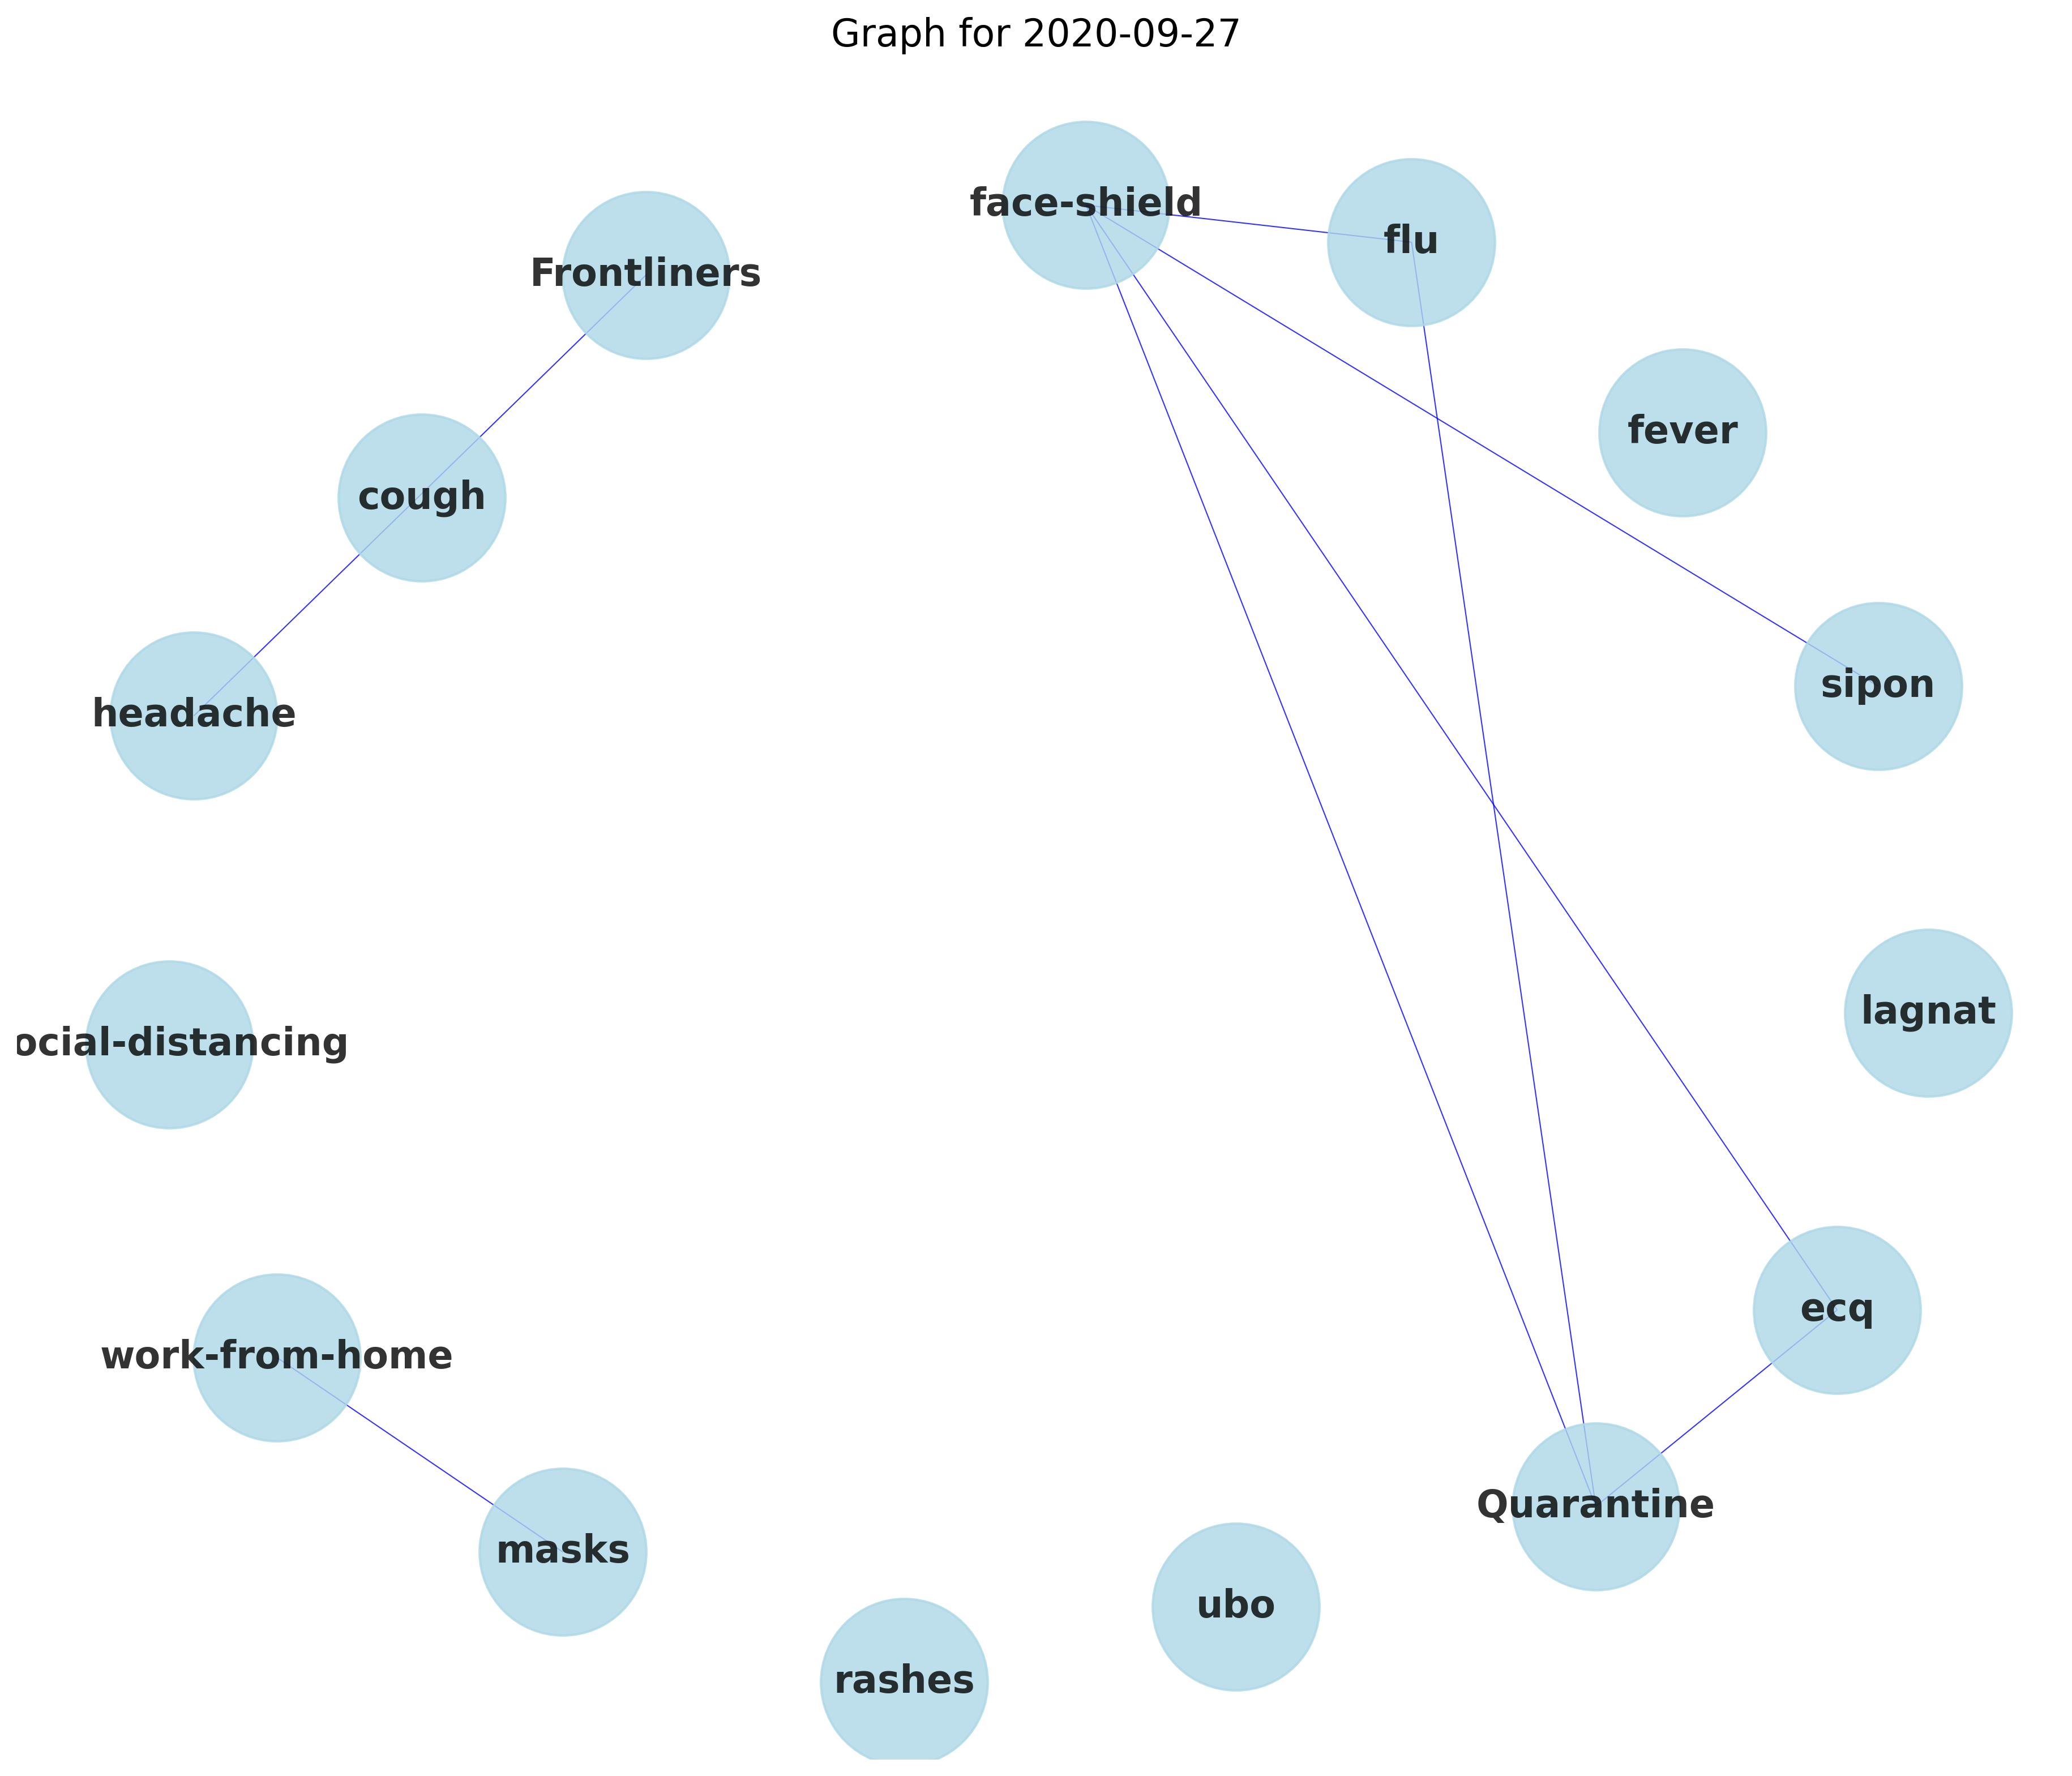 Graph for 2020-09-27
face-shield
flu
Frontliners
fever
cough
sipon
headache
lagnat
ocial-distancing
ecq
work-from-home
Quarantine
masks
ubo
rashes